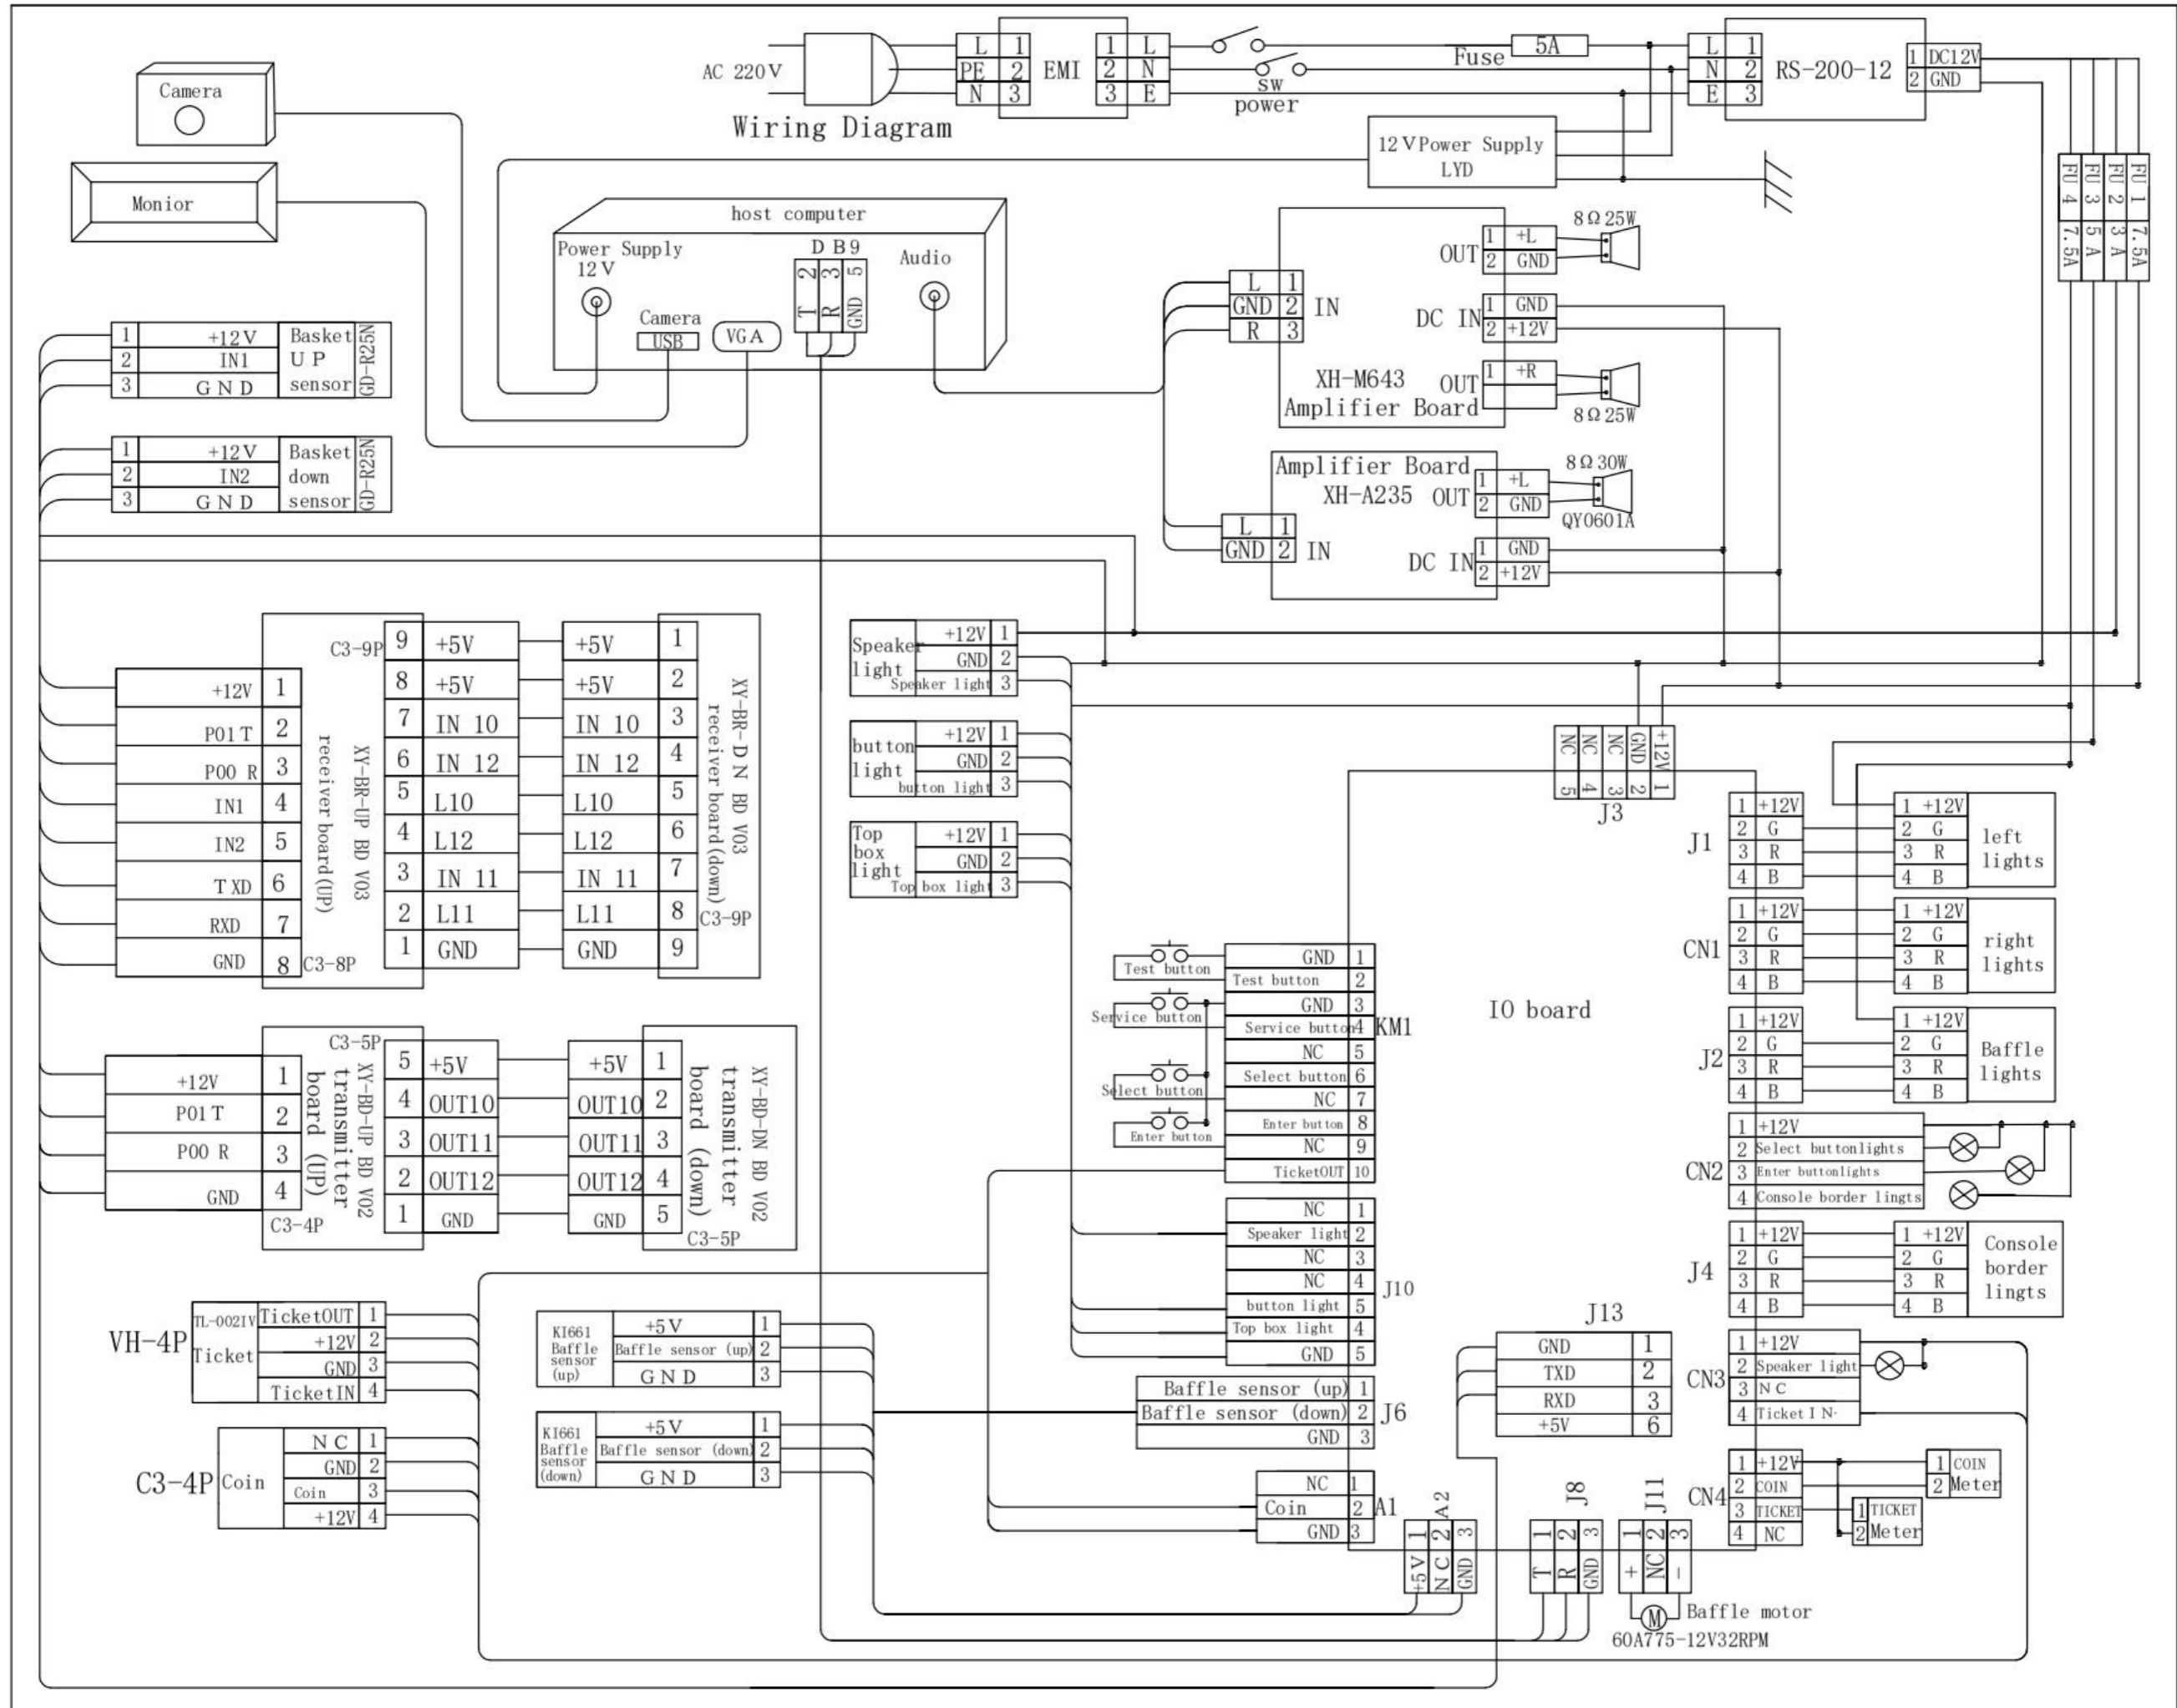 AC 220V
L 1
PE 2
N 3
EMI
1 L
2 N
3 E
SW
power
Fuse
5A
L 1
N 2
E 3
RS-200-12
1 DC12V
2 GND
Wiring Diagram
Camera
Monior
12VPower Supply
LYD
FU 4 7.5A
FU 3 5 A
FU 2 3 A
FU 1 7.5A
host computer
Power Supply
12V
Camera
USB
VGA
DB9
T 2
R 3
GND 5
Audio
L 1
GND 2
R 3
IN
OUT
1 +L
2 GND
8Ω25W
DC IN
1 GND
2 +12V
OUT
1 +R
8Ω25W
XH-M643
Amplifier Board
Amplifier Board
XH-A235
OUT
1 +L
2 GND
8Ω30W
QY0601A
L 1
GND 2
IN
DC IN
1 GND
2 +12V
1 +12V
2 IN1
3 GND
Basket
UP
sensor
GD-R25N
1 +12V
2 IN2
3 GND
Basket
down
sensor
GD-R25N
+12V 1
P01T 2
P00 R 3
IN1 4
IN2 5
TXD 6
RXD 7
GND 8
C3-8P
receiver board(UP)
XY-BR-UP BD V03
C3-9P
9 +5V
8 +5V
7 IN 10
6 IN 12
5 L10
4 L12
3 IN 11
2 L11
1 GND
+5V 1
+5V 2
IN 10 3
IN 12 4
L10 5
L12 6
IN 11 7
L11 8
GND 9
XY-BR-DN BD V03
receiver board(down)
C3-9P
+12V 1
P01T 2
P00 R 3
GND 4
C3-4P
XY-BD-UP BD V02
transmitter
board (UP)
C3-5P
5 +5V
4 OUT10
3 OUT11
2 OUT12
1 GND
+5V 1
OUT10 2
OUT11 3
OUT12 4
GND 5
XY-BD-DN BD V02
transmitter
board (down)
C3-5P
Speaker
light
+12V 1
GND 2
Speaker light 3
button
light
+12V 1
GND 2
button light 3
Top
box
light
+12V 1
GND 2
Top box light 3
NC 5
NC 4
NC 3
GND 2
+12V 1
J3
IO board
Test button
Service button
Select button
Enter button
GND 1
Test button 2
GND 3
Service button 4
NC 5
Select button 6
NC 7
Enter button 8
NC 9
TicketOUT 10
KM1
NC 1
Speaker light 2
NC 3
NC 4
button light 5
Top box light 4
GND 5
J10
Baffle sensor (up) 1
Baffle sensor (down) 2
GND 3
J6
NC 1
Coin 2
GND 3
A1
J1
1 +12V
2 G
3 R
4 B
1 +12V
2 G
3 R
4 B
left
lights
CN1
1 +12V
2 G
3 R
4 B
1 +12V
2 G
3 R
4 B
right
lights
J2
1 +12V
2 G
3 R
4 B
1 +12V
2 G
3 R
4 B
Baffle
lights
CN2
1 +12V
2 Select buttonlights
3 Enter buttonlights
4 Console border lingts
J4
1 +12V
2 G
3 R
4 B
1 +12V
2 G
3 R
4 B
Console
border
lingts
CN3
1 +12V
2 Speaker light
3 NC
4 Ticket IN-
CN4
1 +12V
2 COIN
3 TICKET
4 NC
1 COIN
2 Meter
1 TICKET
2 Meter
J13
GND 1
TXD 2
RXD 3
+5V 6
VH-4P
TL-002IV
Ticket
TicketOUT 1
+12V 2
GND 3
TicketIN 4
C3-4P
Coin
NC 1
GND 2
Coin 3
+12V 4
KI661
Baffle
sensor
(up)
+5V 1
Baffle sensor (up) 2
GND 3
KI661
Baffle
sensor
(down)
+5V 1
Baffle sensor (down) 2
GND 3
A2
+5V 1
NC 2
GND 3
J8
T 1
R 2
GND 3
J11
+ 1
NC 2
- 3
M
Baffle motor
60A775-12V32RPM